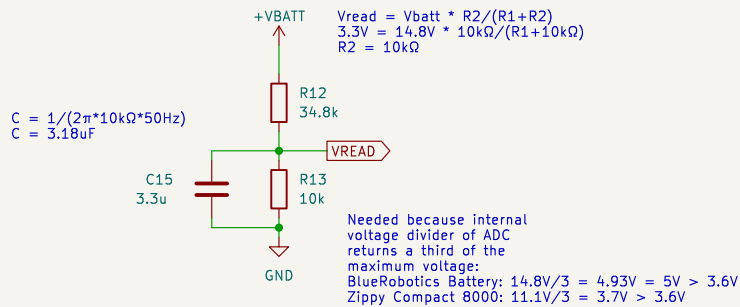 +VBATT
Vread = Vbatt * R2/(R1+R2)
3.3V = 14.8V * 10kΩ/(R1+10kΩ)
R2 = 10kΩ
R12
34.8k
C = 1/(2π*10kΩ*50Hz)
C = 3.18uF
VREAD
C15
3.3u
R13
10k
GND
Needed because internal
voltage divider of ADC
returns a third of the
maximum voltage:
BlueRobotics Battery: 14.8V/3 = 4.93V = 5V > 3.6V
Zippy Compact 8000: 11.1V/3 = 3.7V > 3.6V